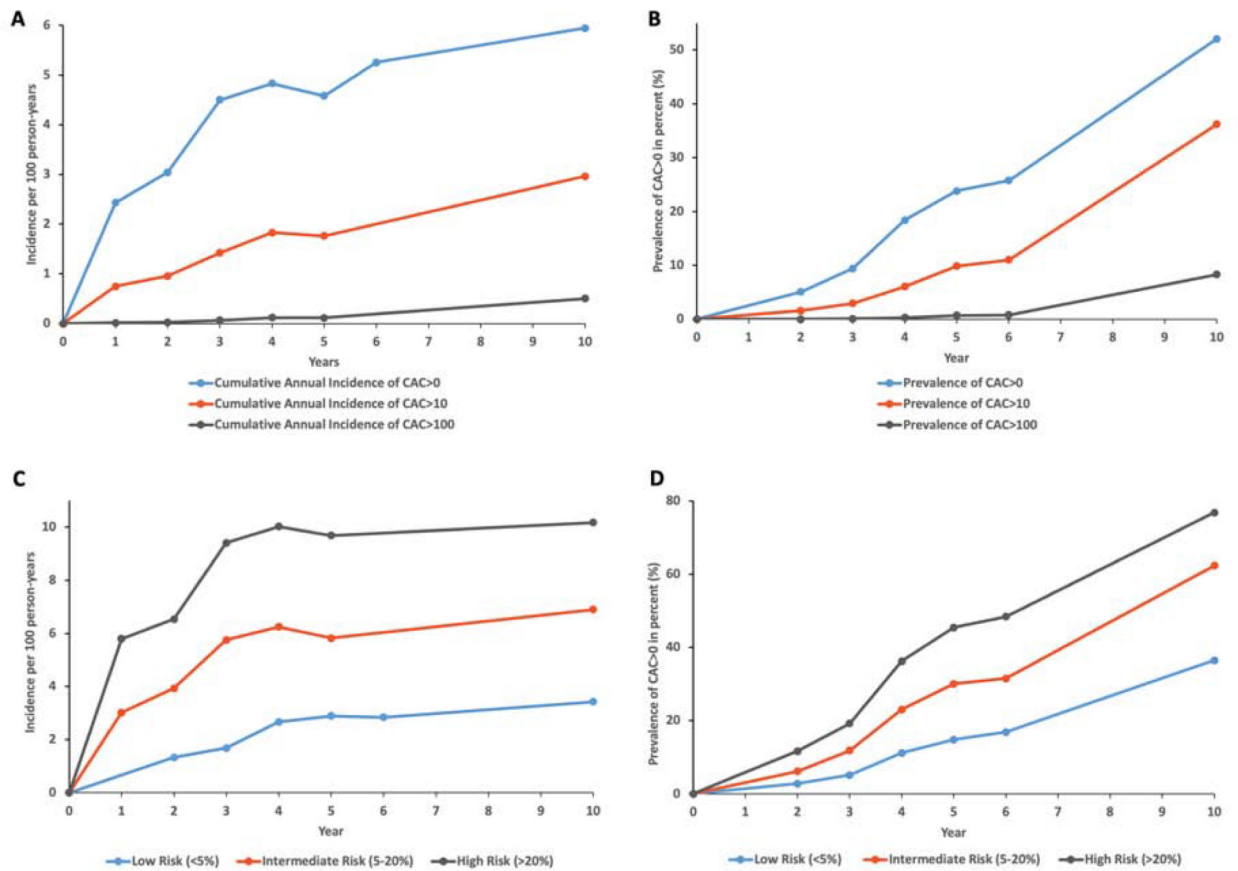 A
Incidence per 100 person-years
6
5
4
3
2
1
0
0 1 2 3 4 5 6 7 8 9 10
Years
Cumulative Annual Incidence of CAC>0
Cumulative Annual Incidence of CAC>10
Cumulative Annual Incidence of CAC>100
B
Prevalence of CAC>0 in percent (%)
50
40
30
20
10
0
0 1 2 3 4 5 6 7 8 9 10
Year
Prevalence of CAC>0
Prevalence of CAC>10
Prevalence of CAC>100
C
Incidence per 100 person-years
10
8
6
4
2
0
0 1 2 3 4 5 6 7 8 9 10
Year
Low Risk (<5%) Intermediate Risk (5-20%) High Risk (>20%)
D
Prevalence of CAC>0 in percent (%)
80
60
40
20
0
0 1 2 3 4 5 6 7 8 9 10
Year
Low Risk (<5%) Intermediate Risk (5-20%) High Risk (>20%)